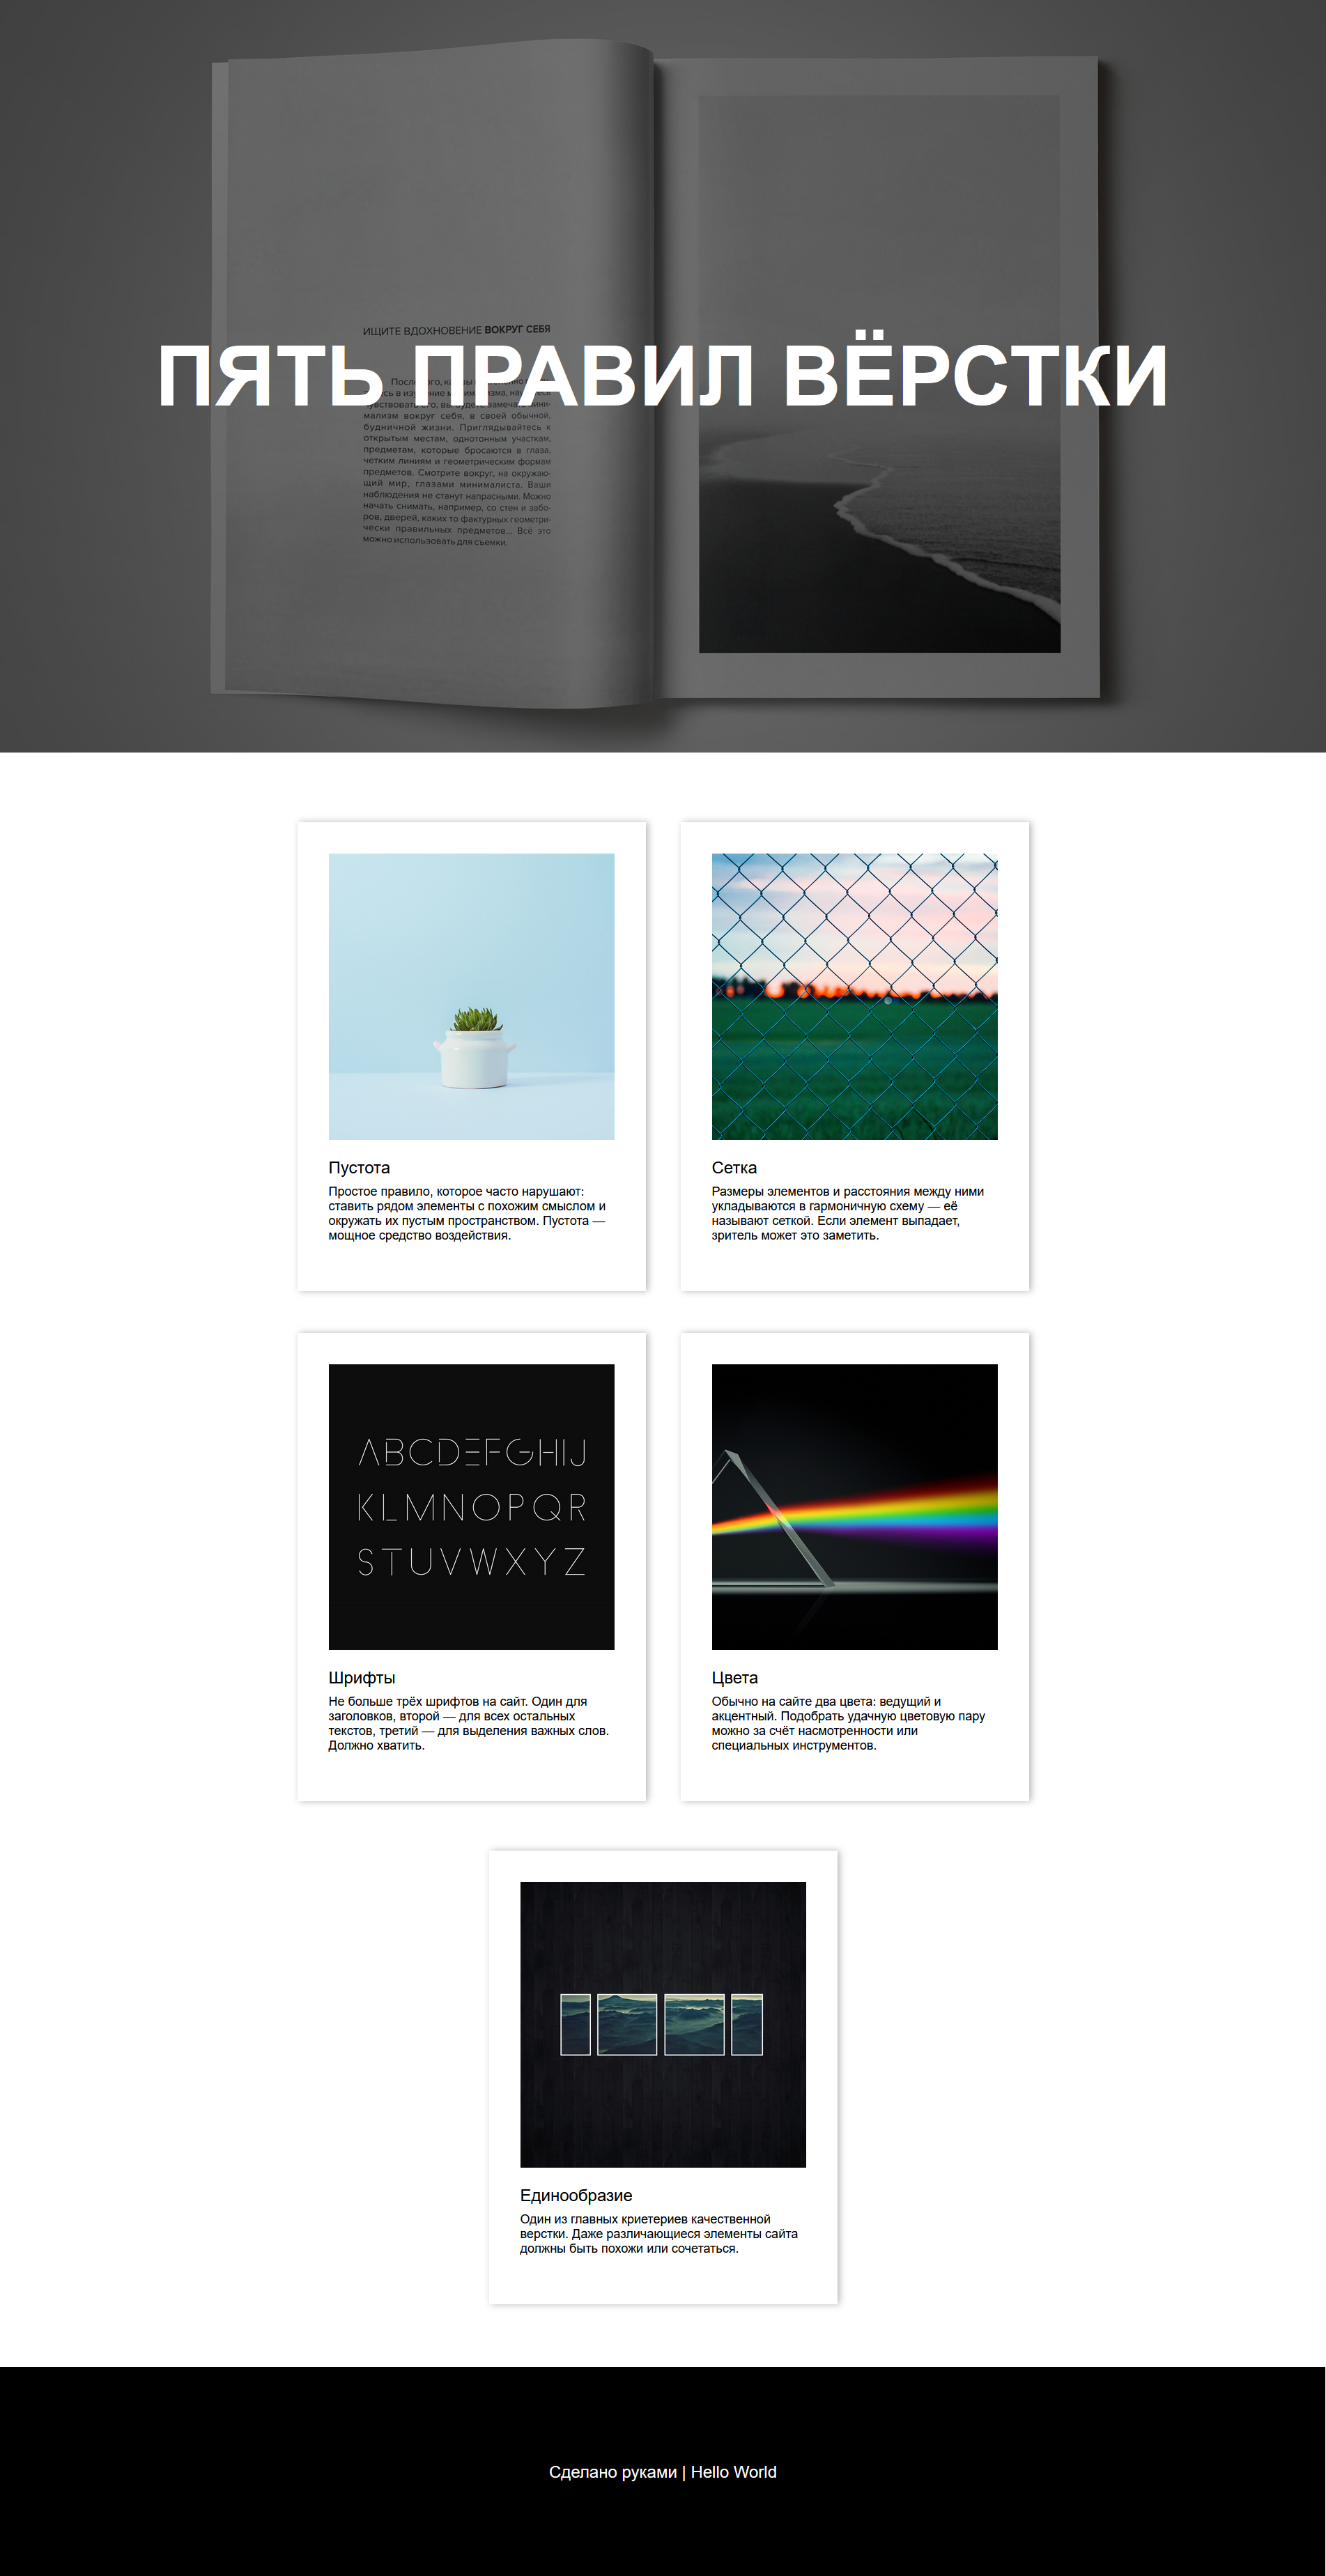 ИЩИТЕ ВДОХНОВЕНИЕ ВОКРУГ СЕБЯ
ПЯТЬ ПРАВИЛ ВЁРСТКИ
мализм вокруг себя, в своей обычной,
будничной жизни. Приглядывайтесь к
открытым местам, однотонным участкам,
предметам, которые бросаются в глаза,
четким линиям и геометрическим формам
предметов. Смотрите вокруг, на окружаю-
щий мир, глазами минималиста. Ваши
наблюдения не станут напрасными. Можно
начать снимать, например, со стен и забо-
ров, дверей, каких то фактурных геометри-
чески правильных предметов... Всё это
можно использовать для съемки.
Пустота
Простое правило, которое часто нарушают:
ставить рядом элементы с похожим смыслом и
окружать их пустым пространством. Пустота —
мощное средство воздействия.
Сетка
Размеры элементов и расстояния между ними
укладываются в гармоничную схему — её
называют сеткой. Если элемент выпадает,
зритель может это заметить.
ABCDEFGHIJ
KLMNOPQR
STUVWXYZ
Шрифты
Не больше трёх шрифтов на сайт. Один для
заголовков, второй — для всех остальных
текстов, третий — для выделения важных слов.
Должно хватить.
Цвета
Обычно на сайте два цвета: ведущий и
акцентный. Подобрать удачную цветовую пару
можно за счёт насмотренности или
специальных инструментов.
Единообразие
Один из главных криетериев качественной
верстки. Даже различающиеся элементы сайта
должны быть похожи или сочетаться.
Сделано руками | Hello World